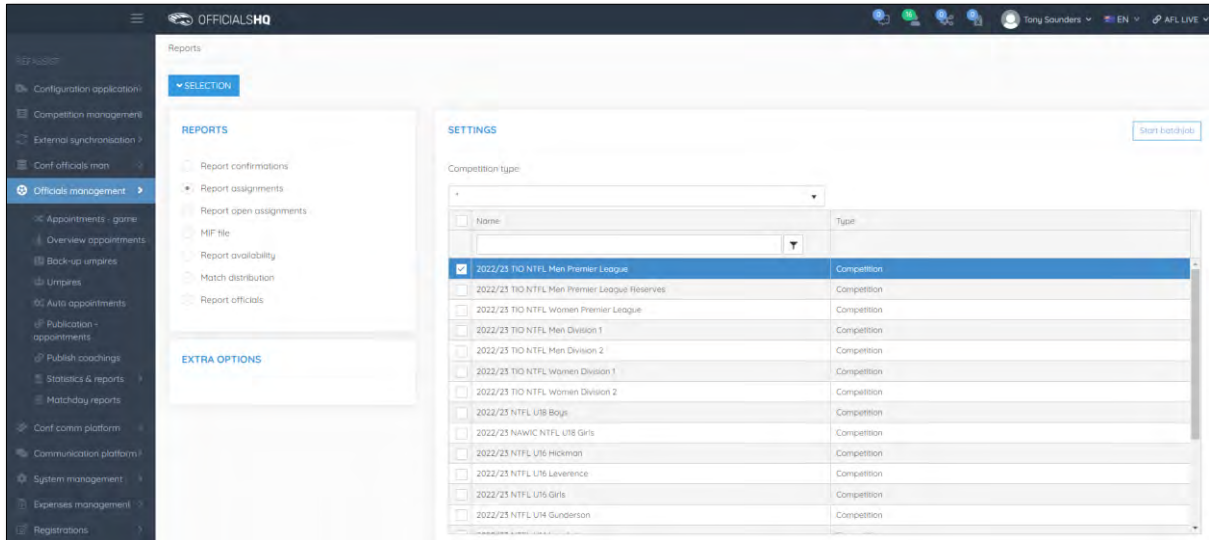 OFFICIALSHQ
0
16
0
0
Tony Saunders
EN
AFL LIVE
REFASSIST
Configuration application
Competition management
External synchronisation
Conf officials man
Officials management
Appointments - game
Overview appointments
Back-up umpires
Umpires
Auto appointments
Publication -
appointments
Publish coachings
Statistics & reports
Matchday reports
Conf comm platform
Communication platform
System management
Expenses management
Registrations
Reports
SELECTION
REPORTS
Report confirmations
Report assignments
Report open assignments
MIF file
Report availability
Match distribution
Report officials
EXTRA OPTIONS
SETTINGS
Start batchjob
Competition type
Name Type
2022/23 TIO NTFL Men Premier League Competition
2022/23 TIO NTFL Men Premier League Reserves Competition
2022/23 TIO NTFL Women Premier League Competition
2022/23 TIO NTFL Men Division 1 Competition
2022/23 TIO NTFL Men Division 2 Competition
2022/23 TIO NTFL Women Division 1 Competition
2022/23 TIO NTFL Women Division 2 Competition
2022/23 NTFL U18 Boys Competition
2022/23 NAWIC NTFL U18 Girls Competition
2022/23 NTFL U16 Hickman Competition
2022/23 NTFL U16 Leverence Competition
2022/23 NTFL U16 Girls Competition
2022/23 NTFL U14 Gunderson Competition